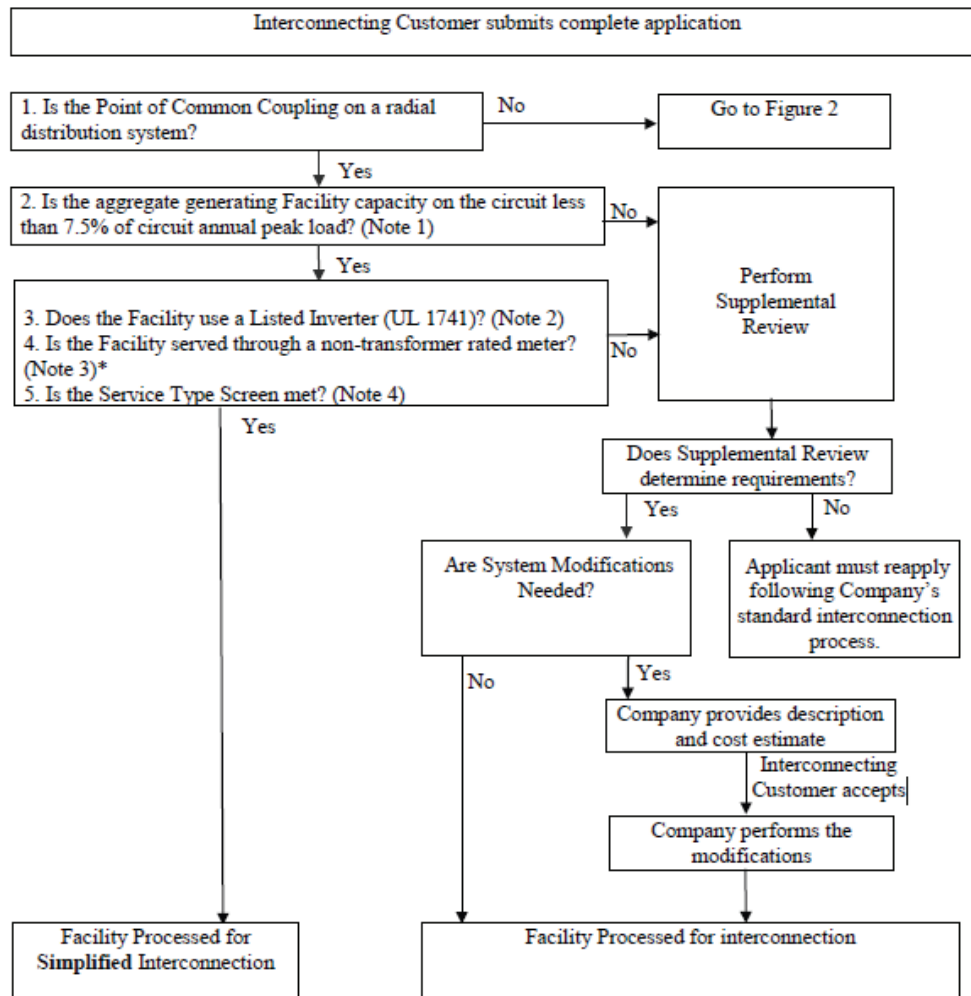 Interconnecting Customer submits complete application
1. Is the Point of Common Coupling on a radial
distribution system?
No
Go to Figure 2
Yes
2. Is the aggregate generating Facility capacity on the circuit less
than 7.5% of circuit annual peak load? (Note 1)
No
Yes
Perform
Supplemental
Review
3. Does the Facility use a Listed Inverter (UL 1741)? (Note 2)
4. Is the Facility served through a non-transformer rated meter?
(Note 3)*
5. Is the Service Type Screen met? (Note 4)
No
Yes
Does Supplemental Review
determine requirements?
Yes
No
Are System Modifications
Needed?
Applicant must reapply
following Company’s
standard interconnection
process.
No
Yes
Company provides description
and cost estimate
Interconnecting
Customer accepts
Company performs the
modifications
Facility Processed for
Simplified Interconnection
Facility Processed for interconnection